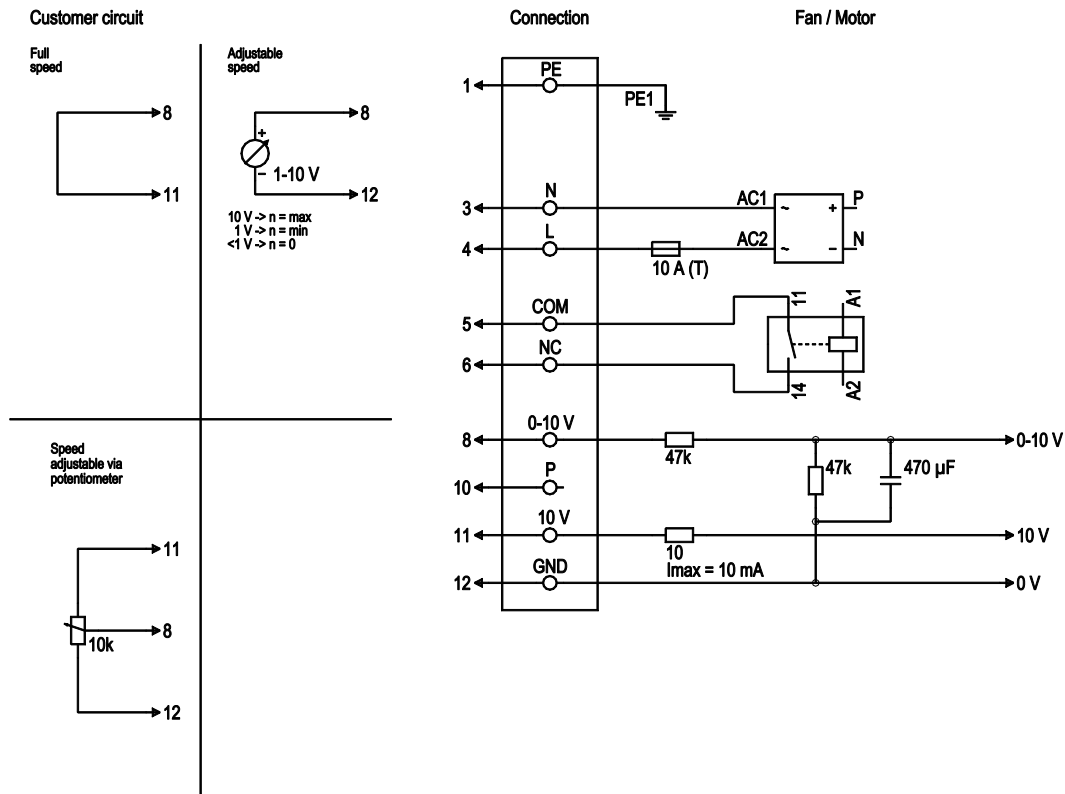 Customer circuit
Connection
Fan / Motor
Full
speed
8
11
Adjustable
speed
8
+
−
1-10 V
12
10 V -> n = max
1 V -> n = min
<1 V -> n = 0
Speed
adjustable via
potentiometer
11
8
10k
12
1
PE
PE1
3
N
AC1
~
+
P
4
L
10 A (T)
AC2
~
−
N
5
COM
11
A1
6
NC
14
A2
8
0-10 V
47k
47k
470 µF
0-10 V
10
P
11
10 V
10
Imax = 10 mA
10 V
12
GND
0 V